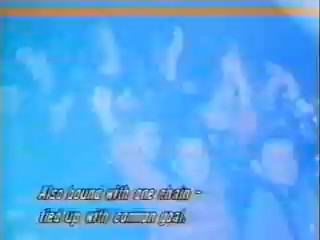 Also bound with one chain -
tied up with common goal.